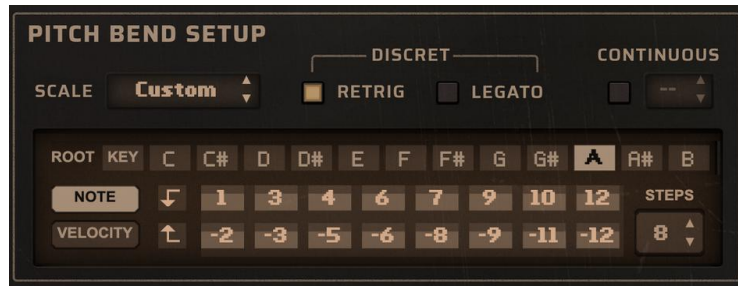 PITCH BEND SETUP
DISCRET
CONTINUOUS
SCALE Custom RETRIG LEGATO --
ROOT KEY C C# D D# E F F# G G# A A# B
NOTE 1 3 4 6 7 9 10 12 STEPS
VELOCITY -2 -3 -5 -6 -8 -9 -11 -12 8